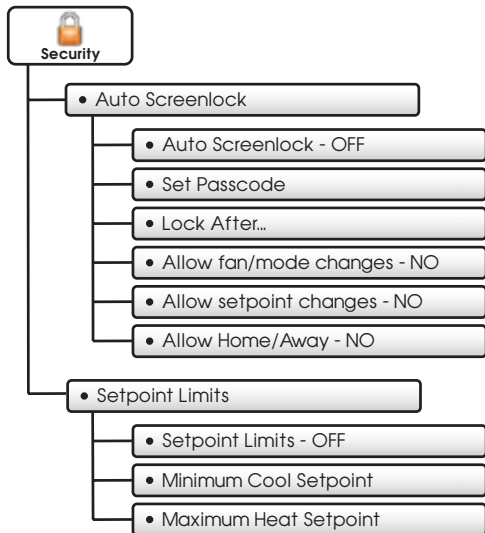 Security
• Auto Screenlock
• Auto Screenlock - OFF
• Set Passcode
• Lock After...
• Allow fan/mode changes - NO
• Allow setpoint changes - NO
• Allow Home/Away - NO
• Setpoint Limits
• Setpoint Limits - OFF
• Minimum Cool Setpoint
• Maximum Heat Setpoint